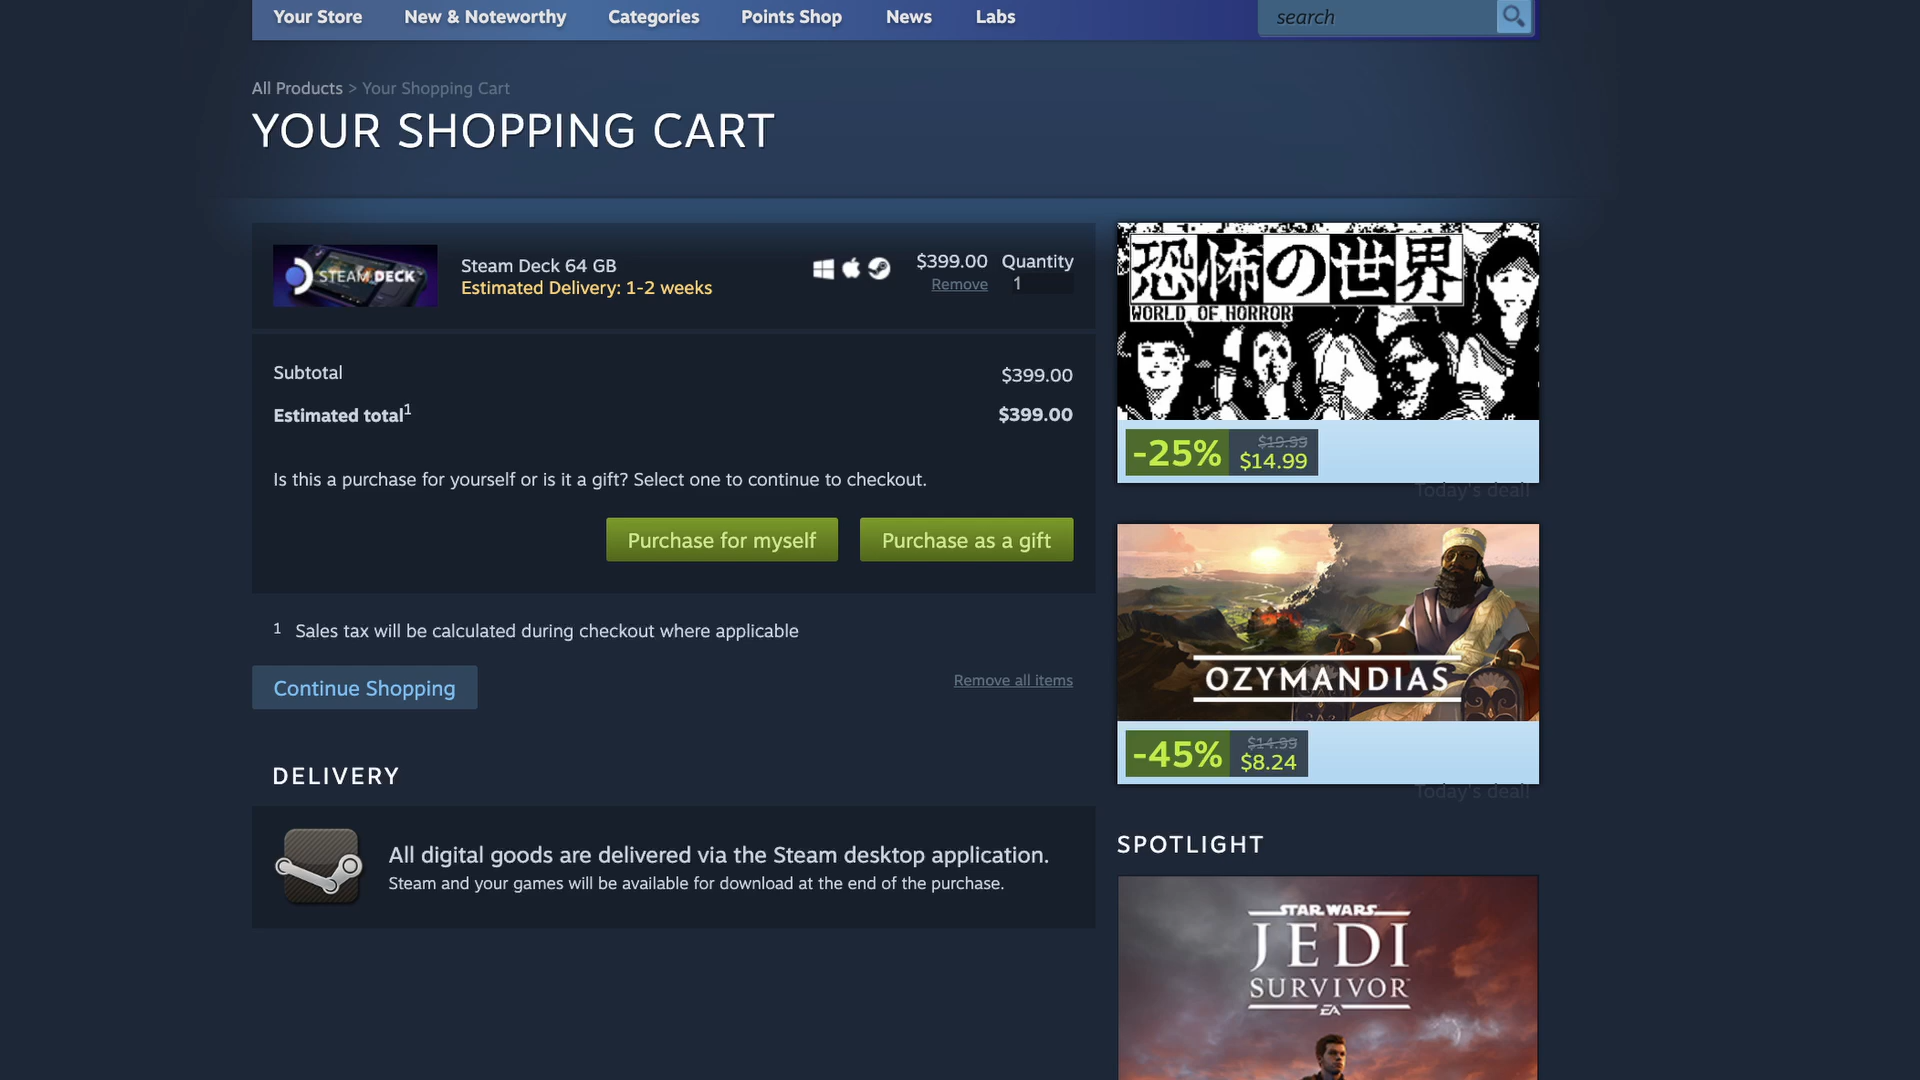 Your Store
New & Noteworthy
Categories
Points Shop
News
Labs
search
All Products > Your Shopping Cart
YOUR SHOPPING CART
STEAM DECK
Steam Deck 64 GB
Estimated Delivery: 1-2 weeks
$399.00
Remove
Quantity
1
Subtotal
$399.00
Estimated total1
$399.00
Is this a purchase for yourself or is it a gift? Select one to continue to checkout.
Purchase for myself
Purchase as a gift
1 Sales tax will be calculated during checkout where applicable
Continue Shopping
Remove all items
DELIVERY
All digital goods are delivered via the Steam desktop application.
Steam and your games will be available for download at the end of the purchase.
恐怖の世界
WORLD OF HORROR
-25%
$19.99
$14.99
Today's deal!
OZYMANDIAS
-45%
$14.99
$8.24
Today's deal!
SPOTLIGHT
STAR WARS
JEDI
SURVIVOR
EA